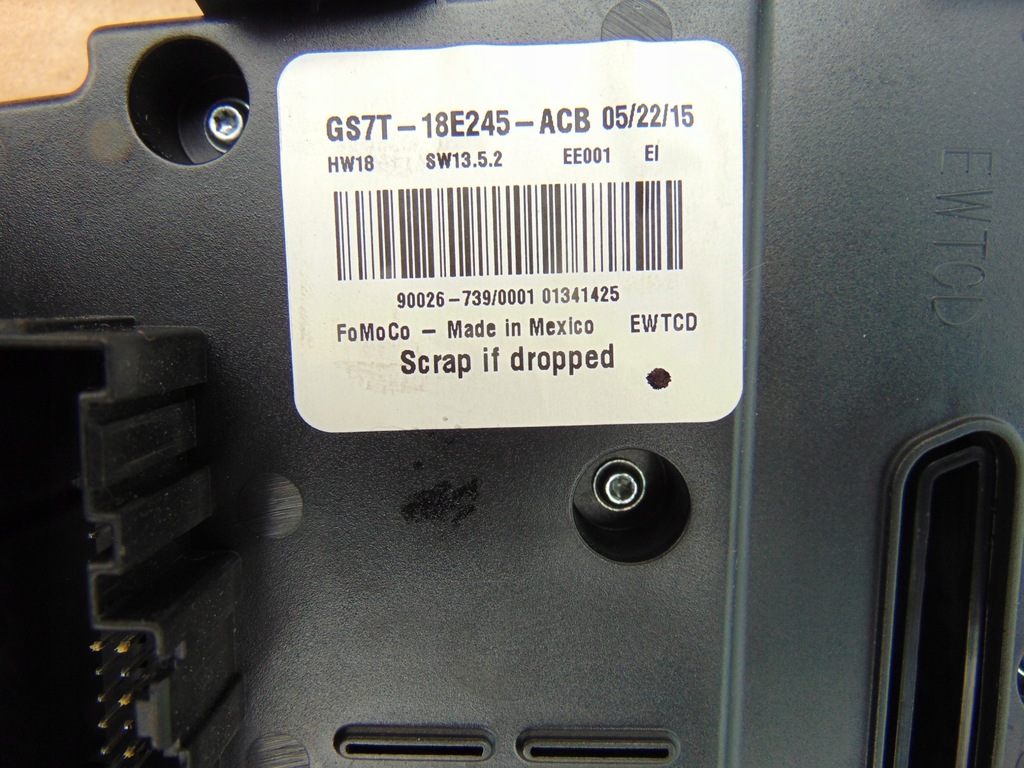 GS7T-18E245-ACB 05/22/15
HW18 SW13.5.2 EE001 EI
90026-739/0001 01341425
FoMoCo - Made in Mexico EWTCD
Scrap if dropped
EWTCD